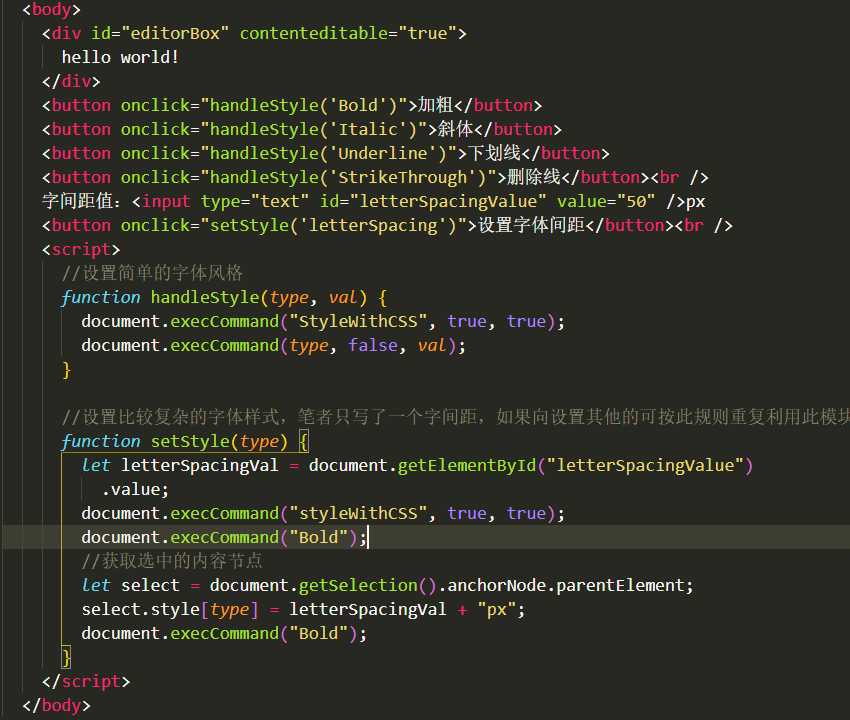 <body>
<div id="editorBox" contenteditable="true">
hello world!
</div>
<button onclick="handleStyle('Bold')">加粗</button>
<button onclick="handleStyle('Italic')">斜体</button>
<button onclick="handleStyle('Underline')">下划线</button>
<button onclick="handleStyle('StrikeThrough')">删除线</button><br />
字间距值：<input type="text" id="letterSpacingValue" value="50" />px
<button onclick="setStyle('letterSpacing')">设置字体间距</button><br />
<script>
//设置简单的字体风格
function handleStyle(type, val) {
document.execCommand("StyleWithCSS", true, true);
document.execCommand(type, false, val);
}
//设置比较复杂的字体样式，笔者只写了一个字间距，如果向设置其他的可按此规则重复利用此模块
function setStyle(type) {
let letterSpacingVal = document.getElementById("letterSpacingValue")
.value;
document.execCommand("styleWithCSS", true, true);
document.execCommand("Bold");
//获取选中的内容节点
let select = document.getSelection().anchorNode.parentElement;
select.style[type] = letterSpacingVal + "px";
document.execCommand("Bold");
}
</script>
</body>